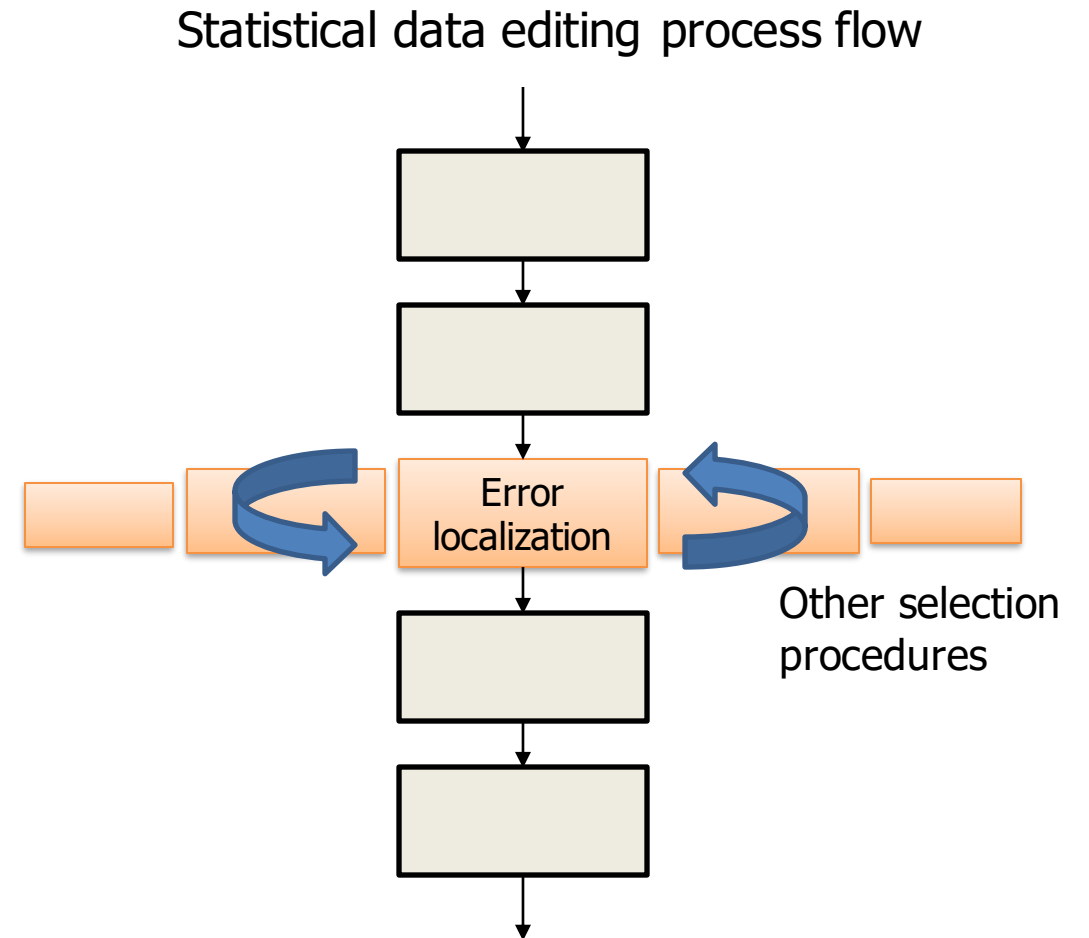 Statistical data editing process flow
Error
localization
Other selection
procedures